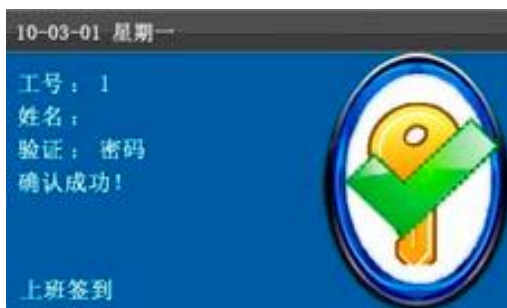 10-03-01 星期一
工号： 1
姓名：
验证： 密码
确认成功！
上班签到